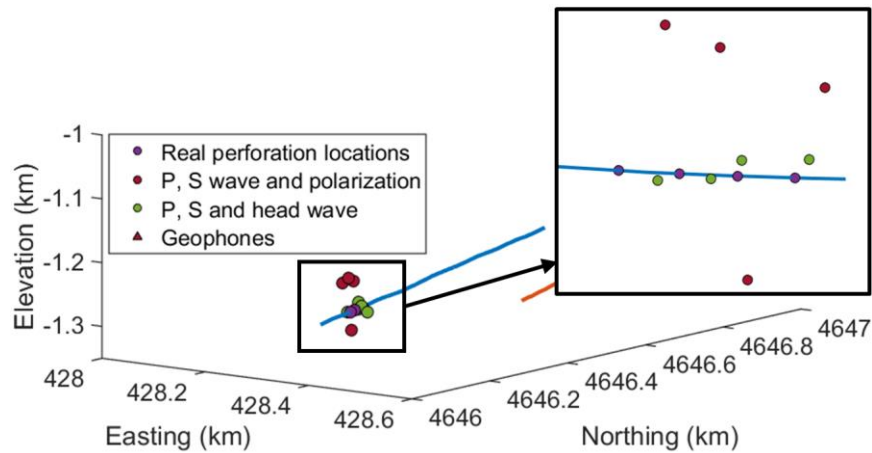 -1
-1.1
-1.2
-1.3
Elevation (km)
Real perforation locations
P, S wave and polarization
P, S and head wave
Geophones
428
428.2
428.4
428.6
Easting (km)
4646
4646.2
4646.4
4646.6
4646.8
4647
Northing (km)